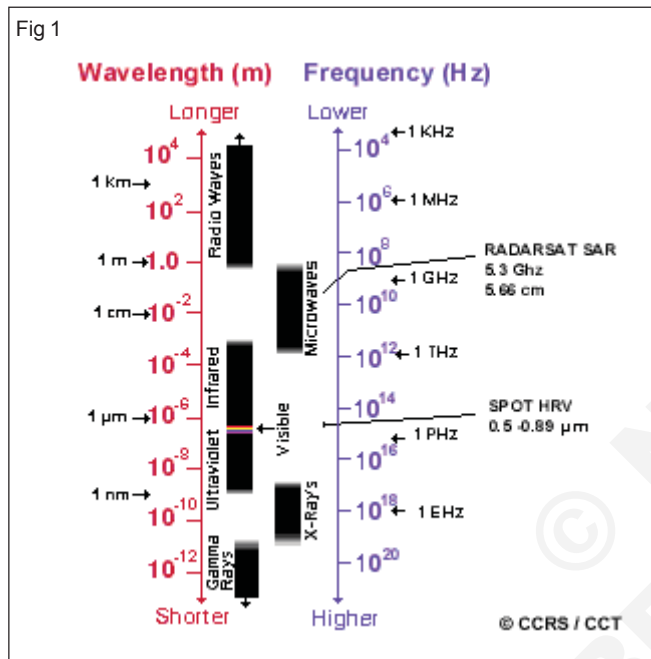 Fig 1
Wavelength (m)
Frequency (Hz)
Longer
Lower
10⁴
1 Km
10²
1 m
1.0
1 cm
10⁻²
10⁻⁴
1 µm
10⁻⁶
10⁻⁸
1 nm
10⁻¹⁰
10⁻¹²
Shorter
Radio Waves
Infrared
Ultraviolet
Gamma
Rays
Microwaves
Visible
X-Ray's
10⁴
1 KHz
10⁶
1 MHz
10⁸
1 GHz
10¹⁰
10¹²
1 THz
10¹⁴
1 PHz
10¹⁶
10¹⁸
1 EHz
10²⁰
Higher
RADARSAT SAR
5.3 Ghz
5.66 cm
SPOT HRV
0.5 -0.89 µm
© CCRS / CCT
©